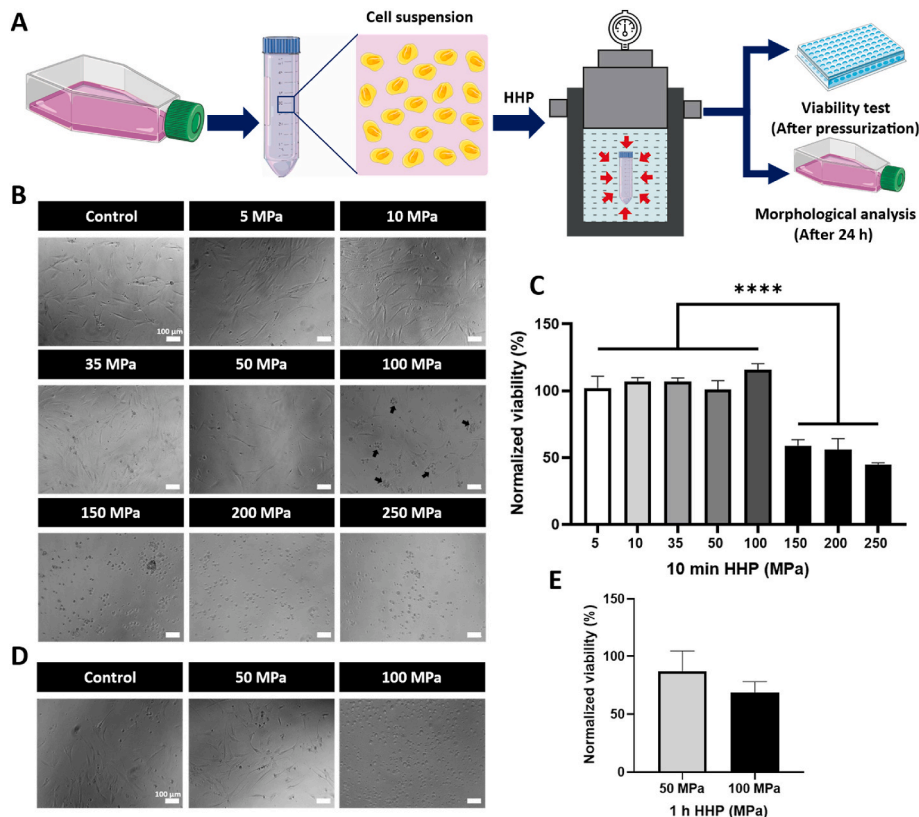 A
Cell suspension
HHP
Viability test
(After pressurization)
Morphological analysis
(After 24 h)
B
Control
5 MPa
10 MPa
100 µm
35 MPa
50 MPa
100 MPa
150 MPa
200 MPa
250 MPa
C
****
Normalized viability (%)
150
100
50
0
5
10
35
50
100
150
200
250
10 min HHP (MPa)
D
Control
50 MPa
100 MPa
100 µm
E
Normalized viability (%)
150
100
50
0
50 MPa
100 MPa
1 h HHP (MPa)